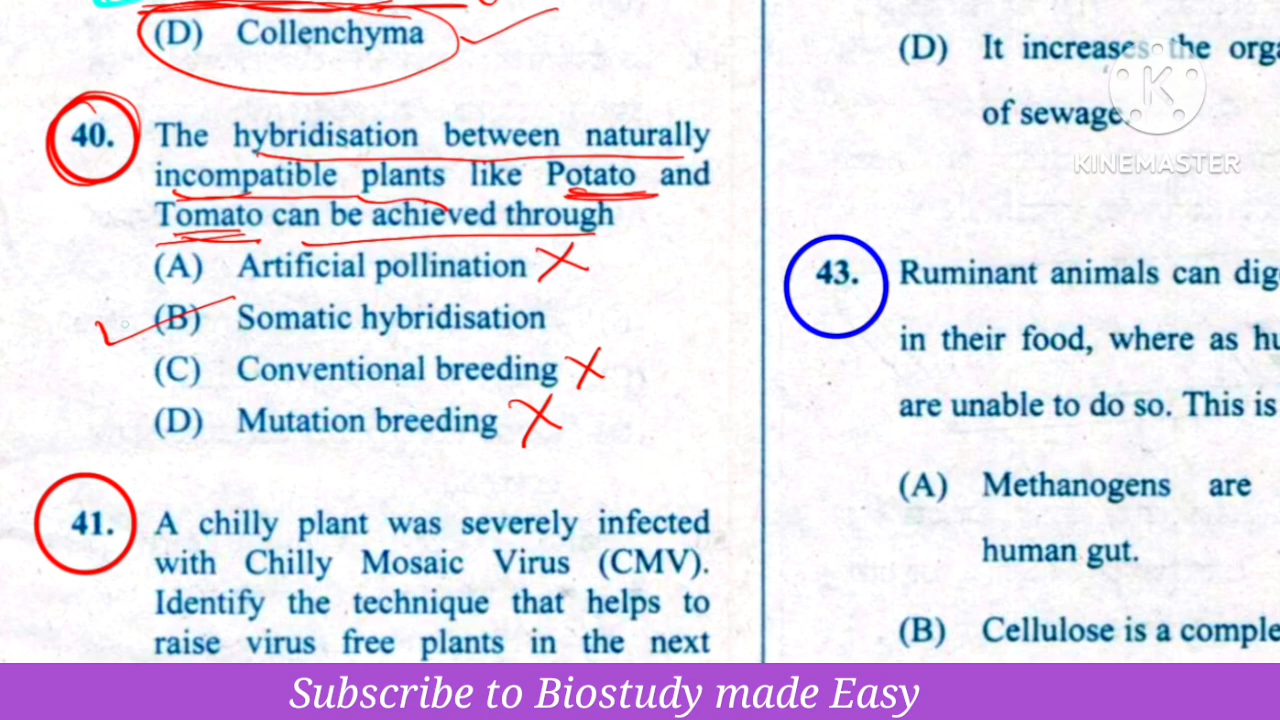 (D) Collenchyma
40. The hybridisation between naturally
incompatible plants like Potato and
Tomato can be achieved through
(A) Artificial pollination
(B) Somatic hybridisation
(C) Conventional breeding
(D) Mutation breeding
41. A chilly plant was severely infected
with Chilly Mosaic Virus (CMV).
Identify the technique that helps to
raise virus free plants in the next
(D) It increases the orga
of sewage.
K
KINEMASTER
43. Ruminant animals can dig
in their food, where as hu
are unable to do so. This is
(A) Methanogens are
human gut.
(B) Cellulose is a comple
Subscribe to Biostudy made Easy